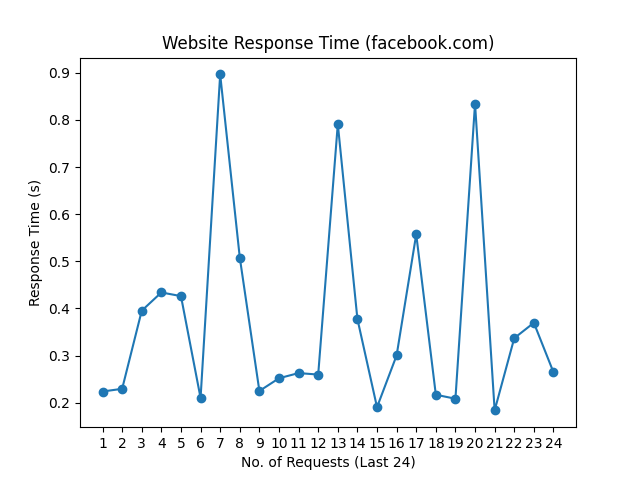 Website Response Time (facebook.com)
0.9
0.8
0.7
0.6
0.5
0.4
0.3
0.2
Response Time (s)
1 2 3 4 5 6 7 8 9 10 11 12 13 14 15 16 17 18 19 20 21 22 23 24
No. of Requests (Last 24)